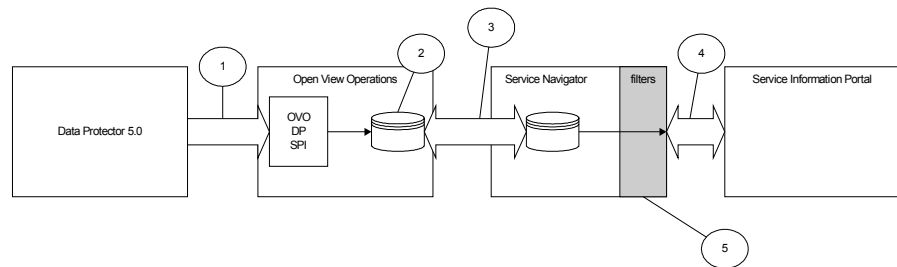 1
2
3
4
Open View Operations
Service Navigator
filters
Service Information Portal
Data Protector 5.0
OVO
DP
SPI
5